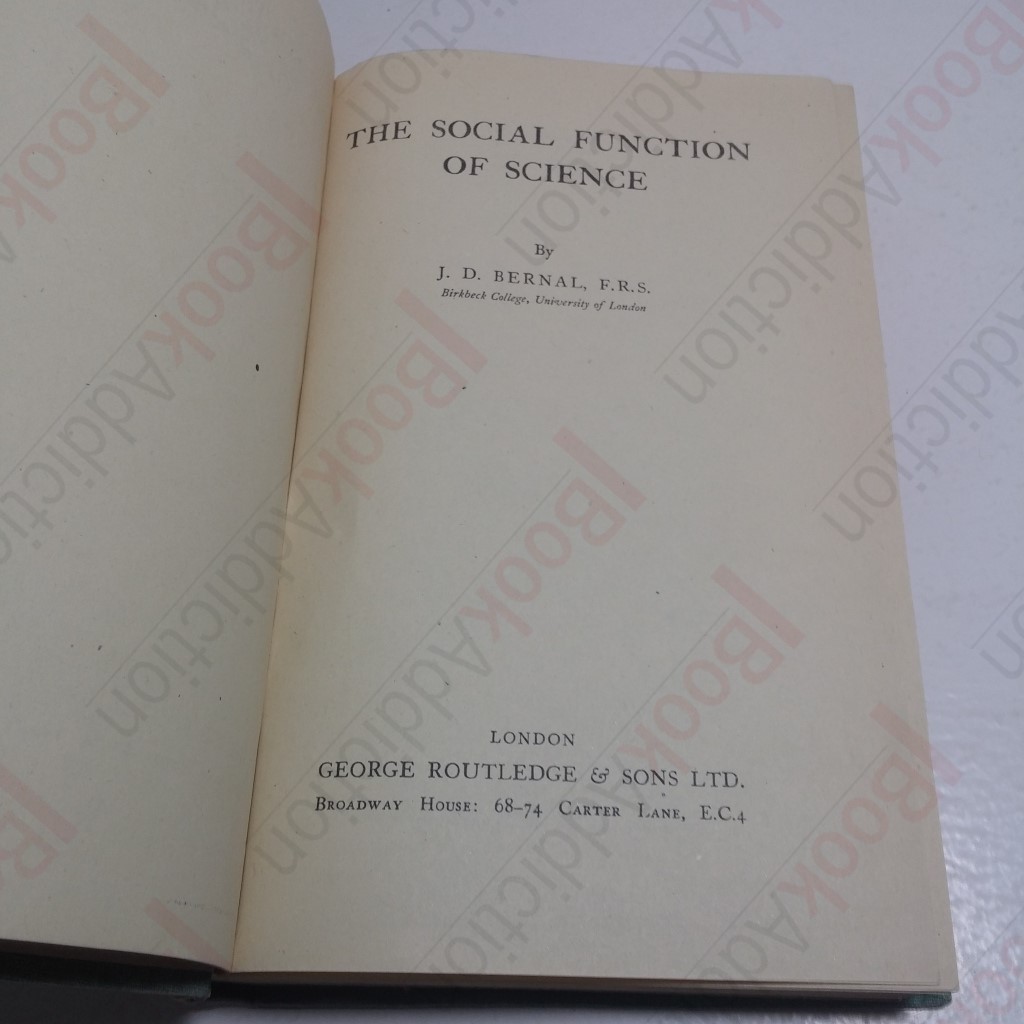 THE SOCIAL FUNCTION
OF SCIENCE
By
J. D. BERNAL, F.R.S.
Birkbeck College, University of London
LONDON
GEORGE ROUTLEDGE & SONS LTD.
BROADWAY HOUSE: 68–74 CARTER LANE, E.C.4
BookAddiction